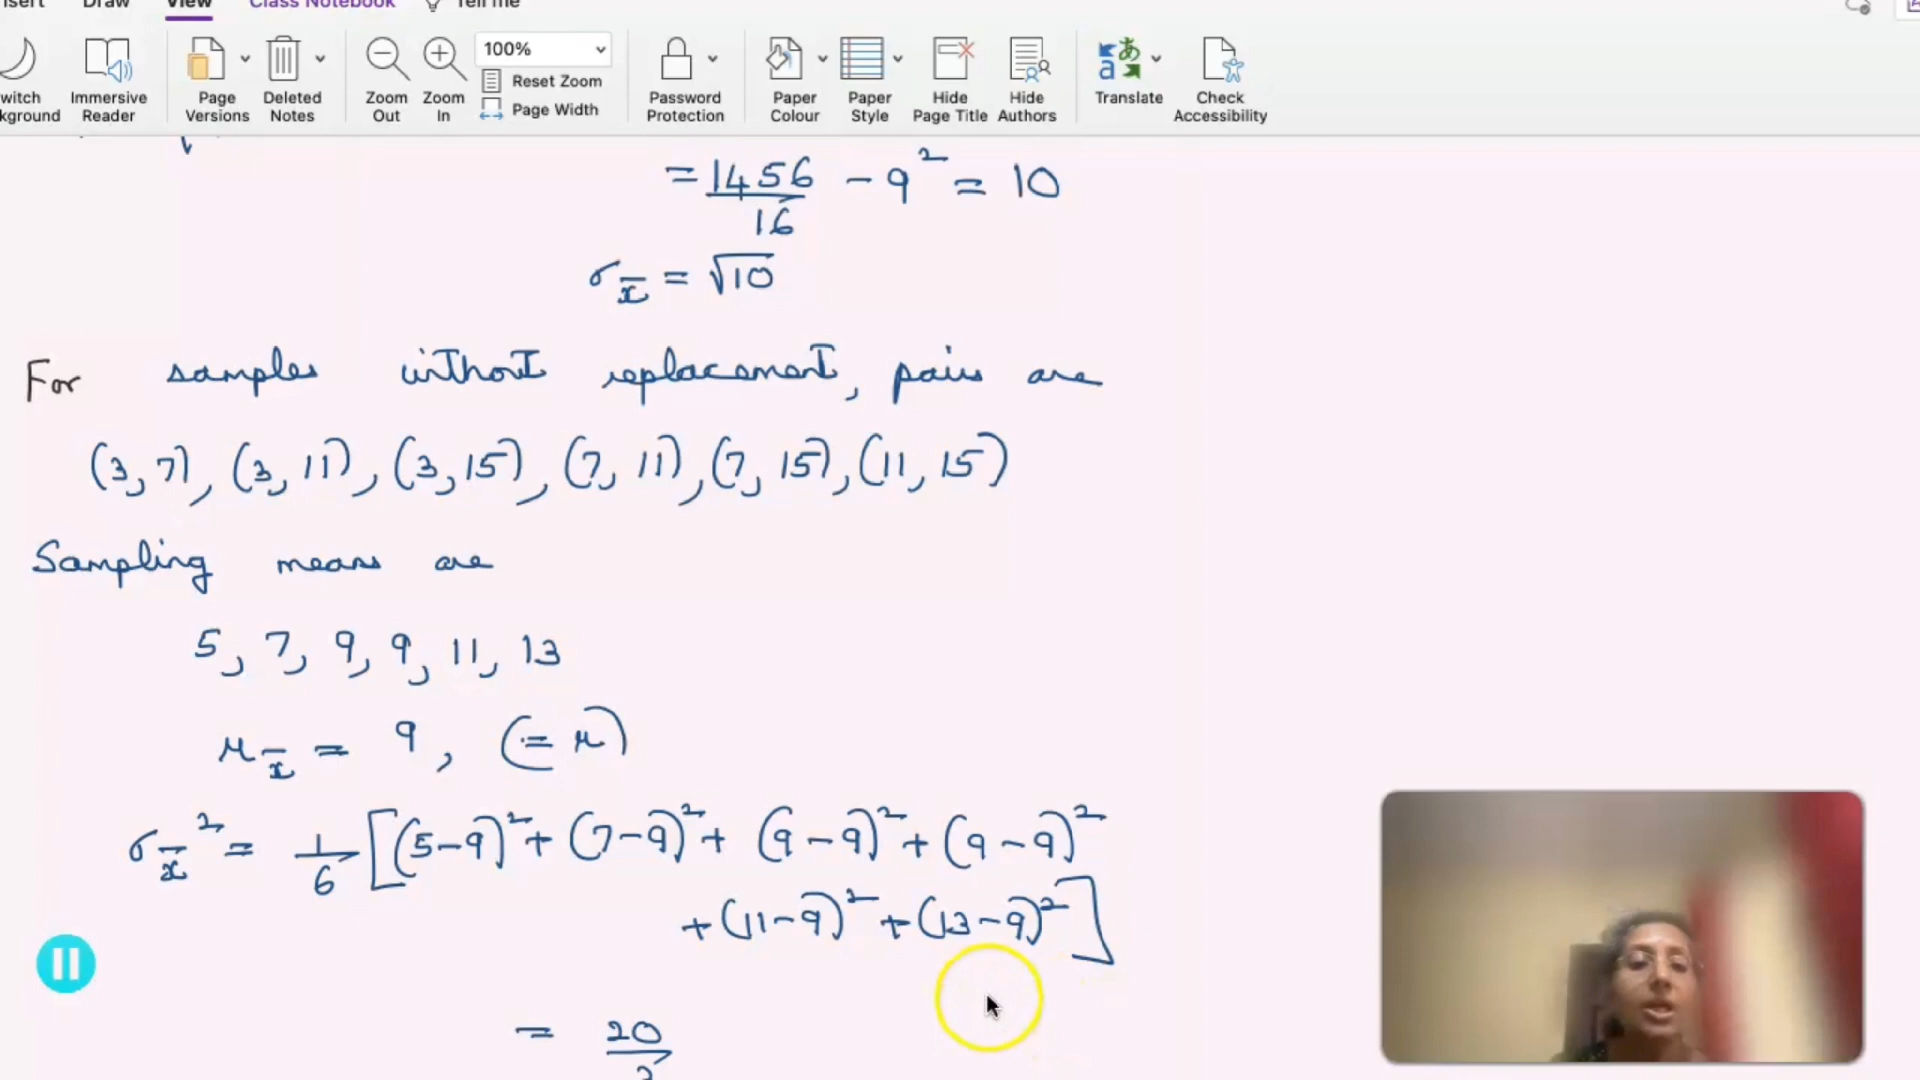 nsert Draw View Class Notebook Tell me
witch
kground
Immersive
Reader
Page
Versions
Deleted
Notes
Zoom
Out
Zoom
In
100%
Reset Zoom
Page Width
Password
Protection
Paper
Colour
Paper
Style
Hide
Page Title
Hide
Authors
Translate
Check
Accessibility
= 1456/16 - 9² = 10
σx̄ = √10
For samples without replacement, pairs are
(3, 7), (3, 11), (3, 15), (7, 11), (7, 15), (11, 15)
Sampling means are
5, 7, 9, 9, 11, 13
μx̄ = 9, (= μ)
σx̄² = 1/6 [(5-9)² + (7-9)² + (9-9)² + (9-9)²
+ (11-9)² + (13-9)²]
= 20